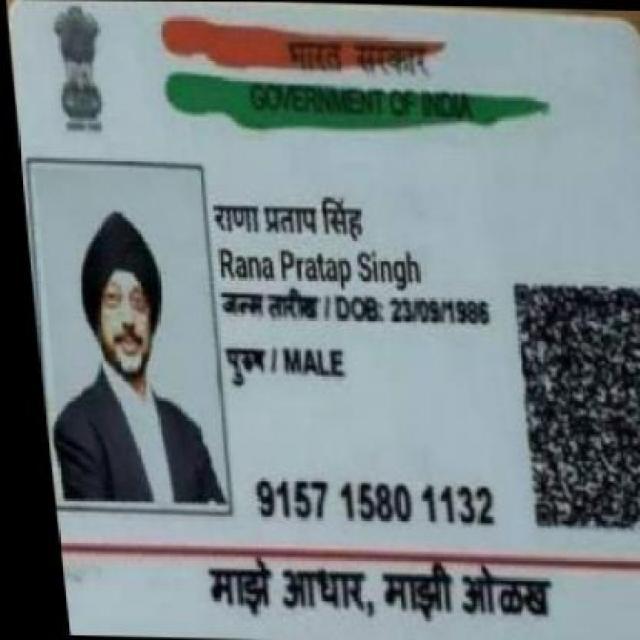 भारत सरकार
GOVERNMENT OF INDIA
राणा प्रताप सिंह
Rana Pratap Singh
जन्म तारीख / DOB: 23/09/1986
पुरुष / MALE
9157 1580 1132
माझे आधार, माझी ओळख